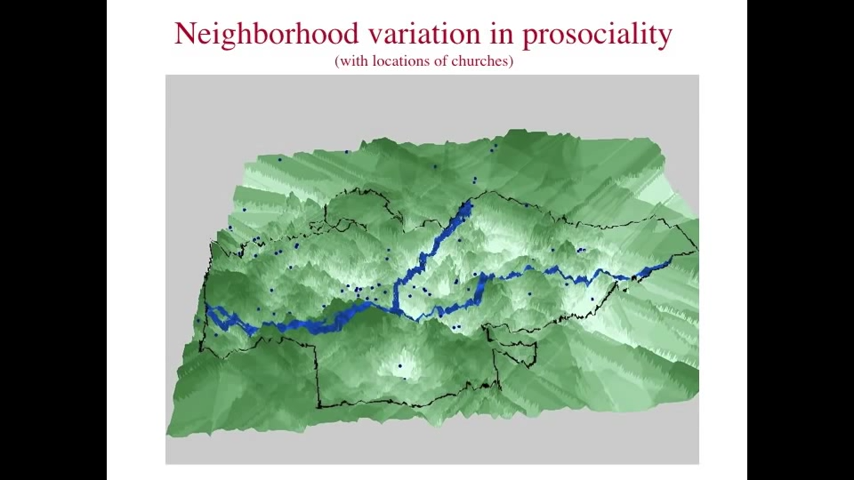 Neighborhood variation in prosociality
(with locations of churches)